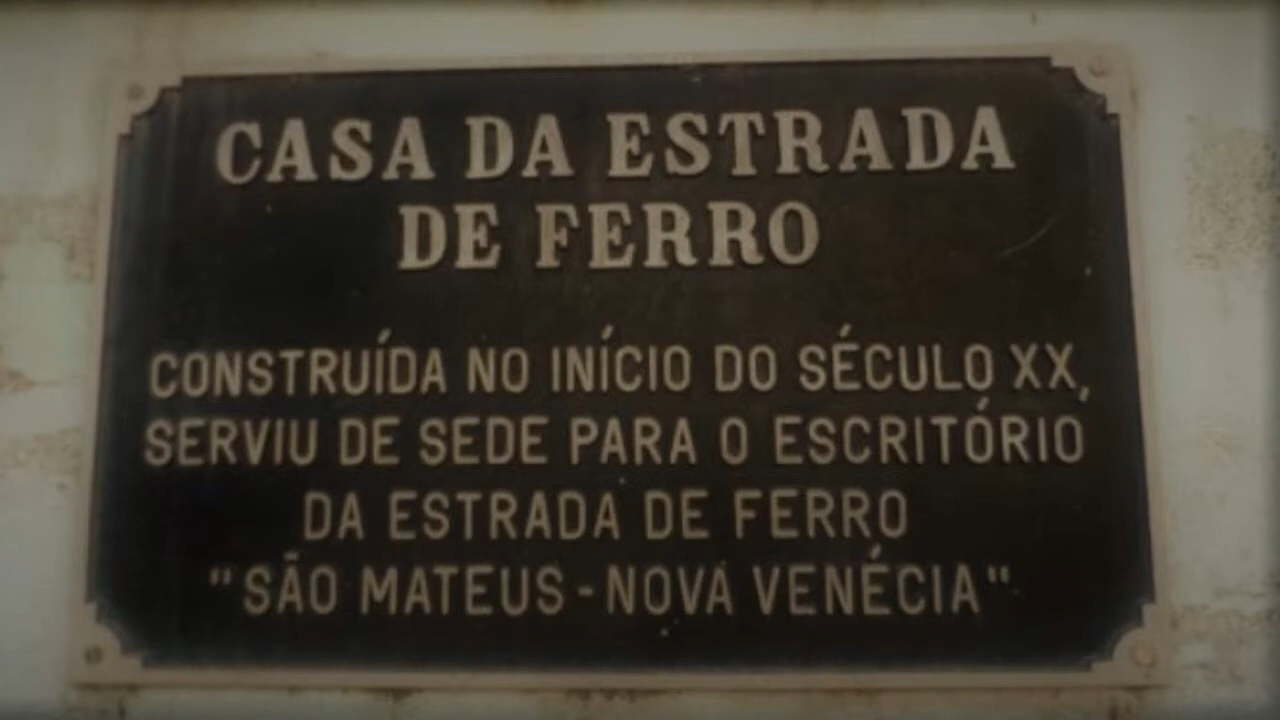 CASA DA ESTRADA
DE FERRO
CONSTRUÍDA NO INÍCIO DO SÉCULO XX,
SERVIU DE SEDE PARA O ESCRITÓRIO
DA ESTRADA DE FERRO
"SÃO MATEUS - NOVA VENÉCIA".